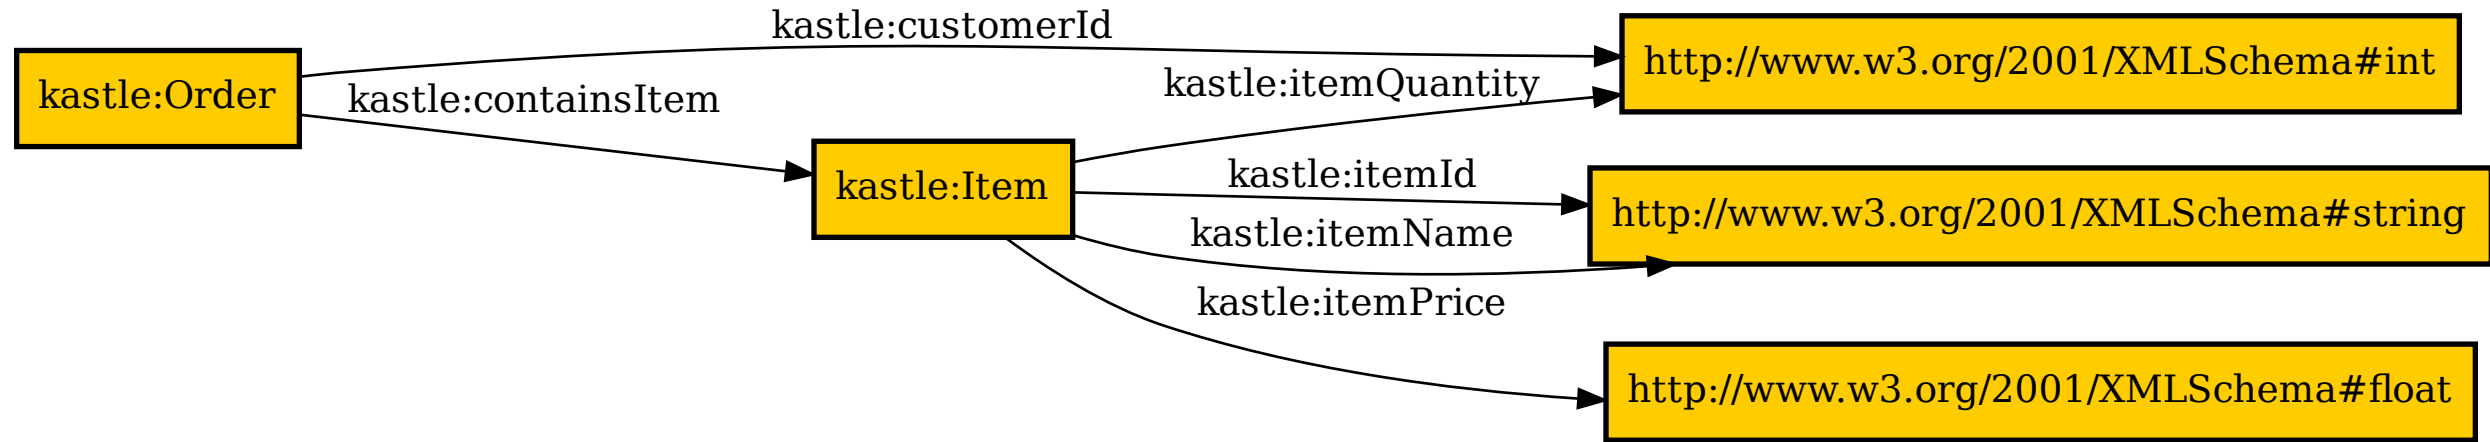 kastle:customerId
http://www.w3.org/2001/XMLSchema#int
kastle:Order
kastle:containsItem
kastle:itemQuantity
kastle:Item
kastle:itemId
http://www.w3.org/2001/XMLSchema#string
kastle:itemName
kastle:itemPrice
http://www.w3.org/2001/XMLSchema#float